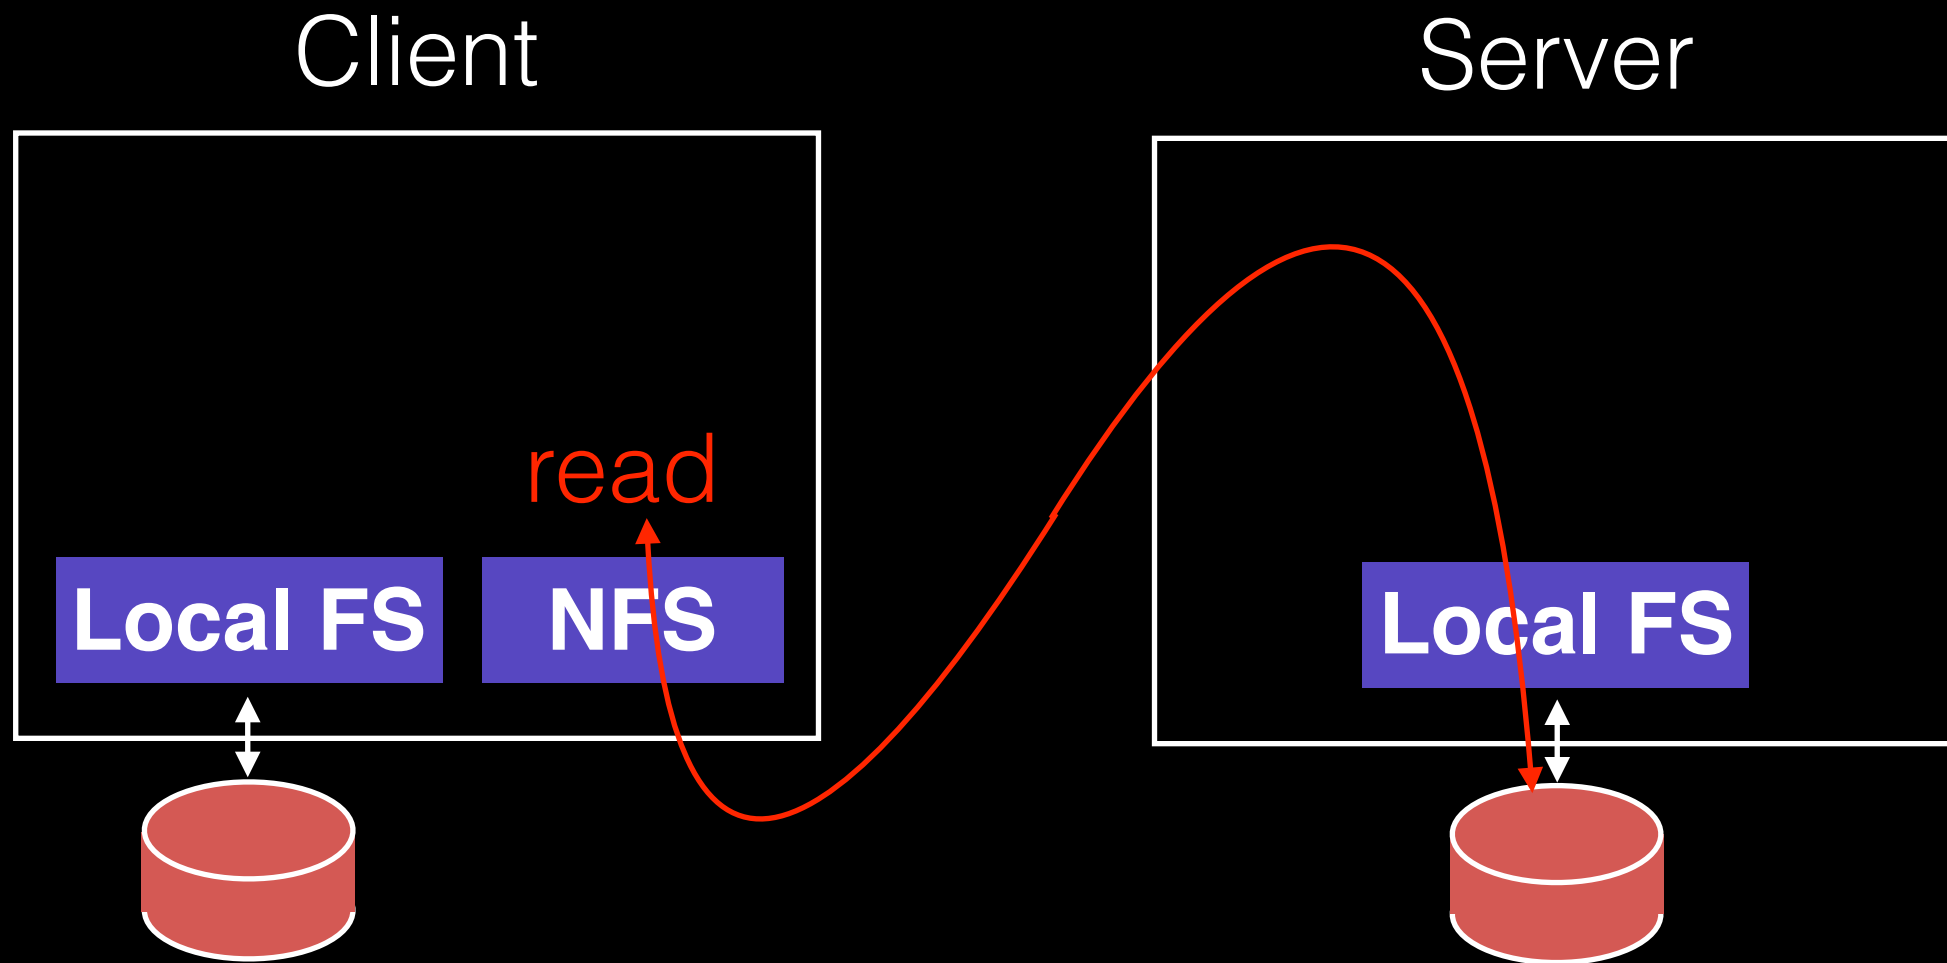 Client
Server
read
Local FS
NFS
Local FS